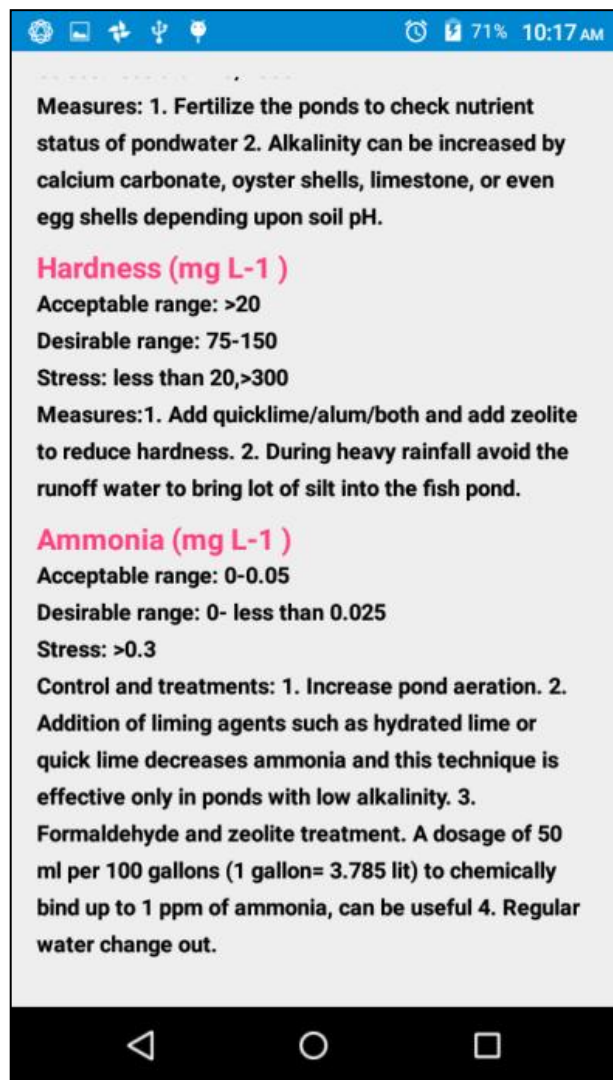 71% 10:17 AM
Measures: 1. Fertilize the ponds to check nutrient
status of pondwater 2. Alkalinity can be increased by
calcium carbonate, oyster shells, limestone, or even
egg shells depending upon soil pH.
Hardness (mg L-1 )
Acceptable range: >20
Desirable range: 75-150
Stress: less than 20,>300
Measures:1. Add quicklime/alum/both and add zeolite
to reduce hardness. 2. During heavy rainfall avoid the
runoff water to bring lot of silt into the fish pond.
Ammonia (mg L-1 )
Acceptable range: 0-0.05
Desirable range: 0- less than 0.025
Stress: >0.3
Control and treatments: 1. Increase pond aeration. 2.
Addition of liming agents such as hydrated lime or
quick lime decreases ammonia and this technique is
effective only in ponds with low alkalinity. 3.
Formaldehyde and zeolite treatment. A dosage of 50
ml per 100 gallons (1 gallon= 3.785 lit) to chemically
bind up to 1 ppm of ammonia, can be useful 4. Regular
water change out.